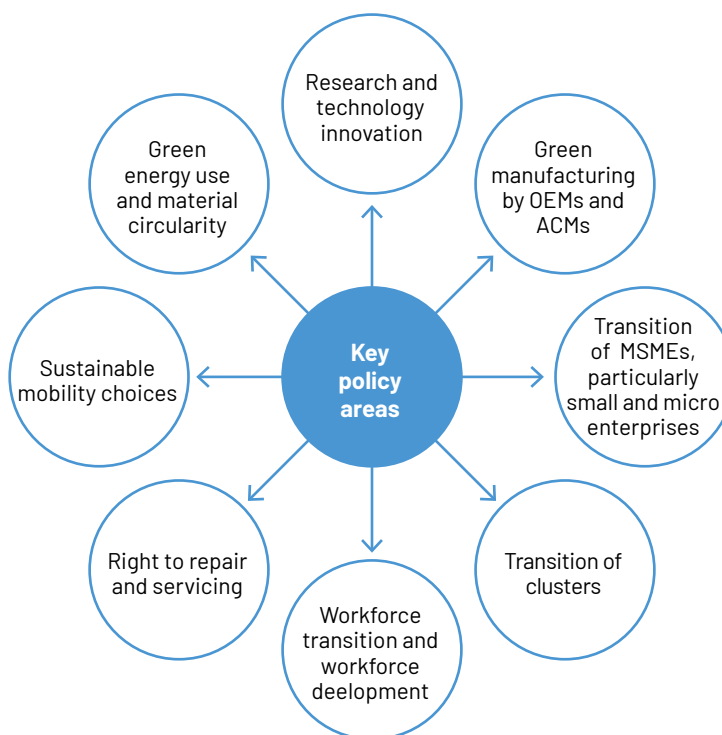 Research and
technology
innovation
Green
manufacturing
by OEMs and
ACMs
Transition
of MSMEs,
particularly
small and micro
enterprises
Transition of
clusters
Workforce
transition and
workforce
deelopment
Right to repair
and servicing
Sustainable
mobility choices
Green
energy use
and material
circularity
Key
policy
areas